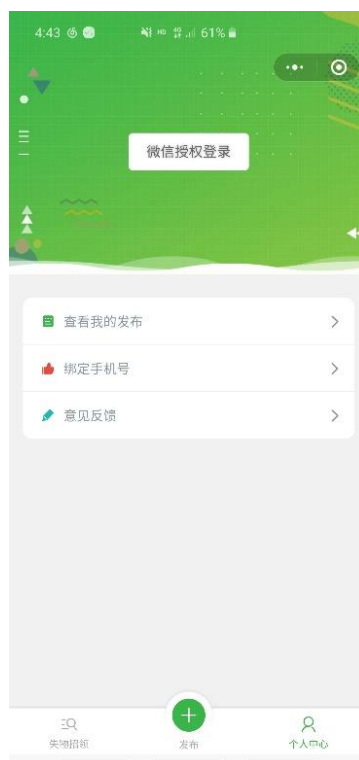 4:43
61%
微信授权登录
查看我的发布
绑定手机号
意见反馈
失物招领
发布
个人中心